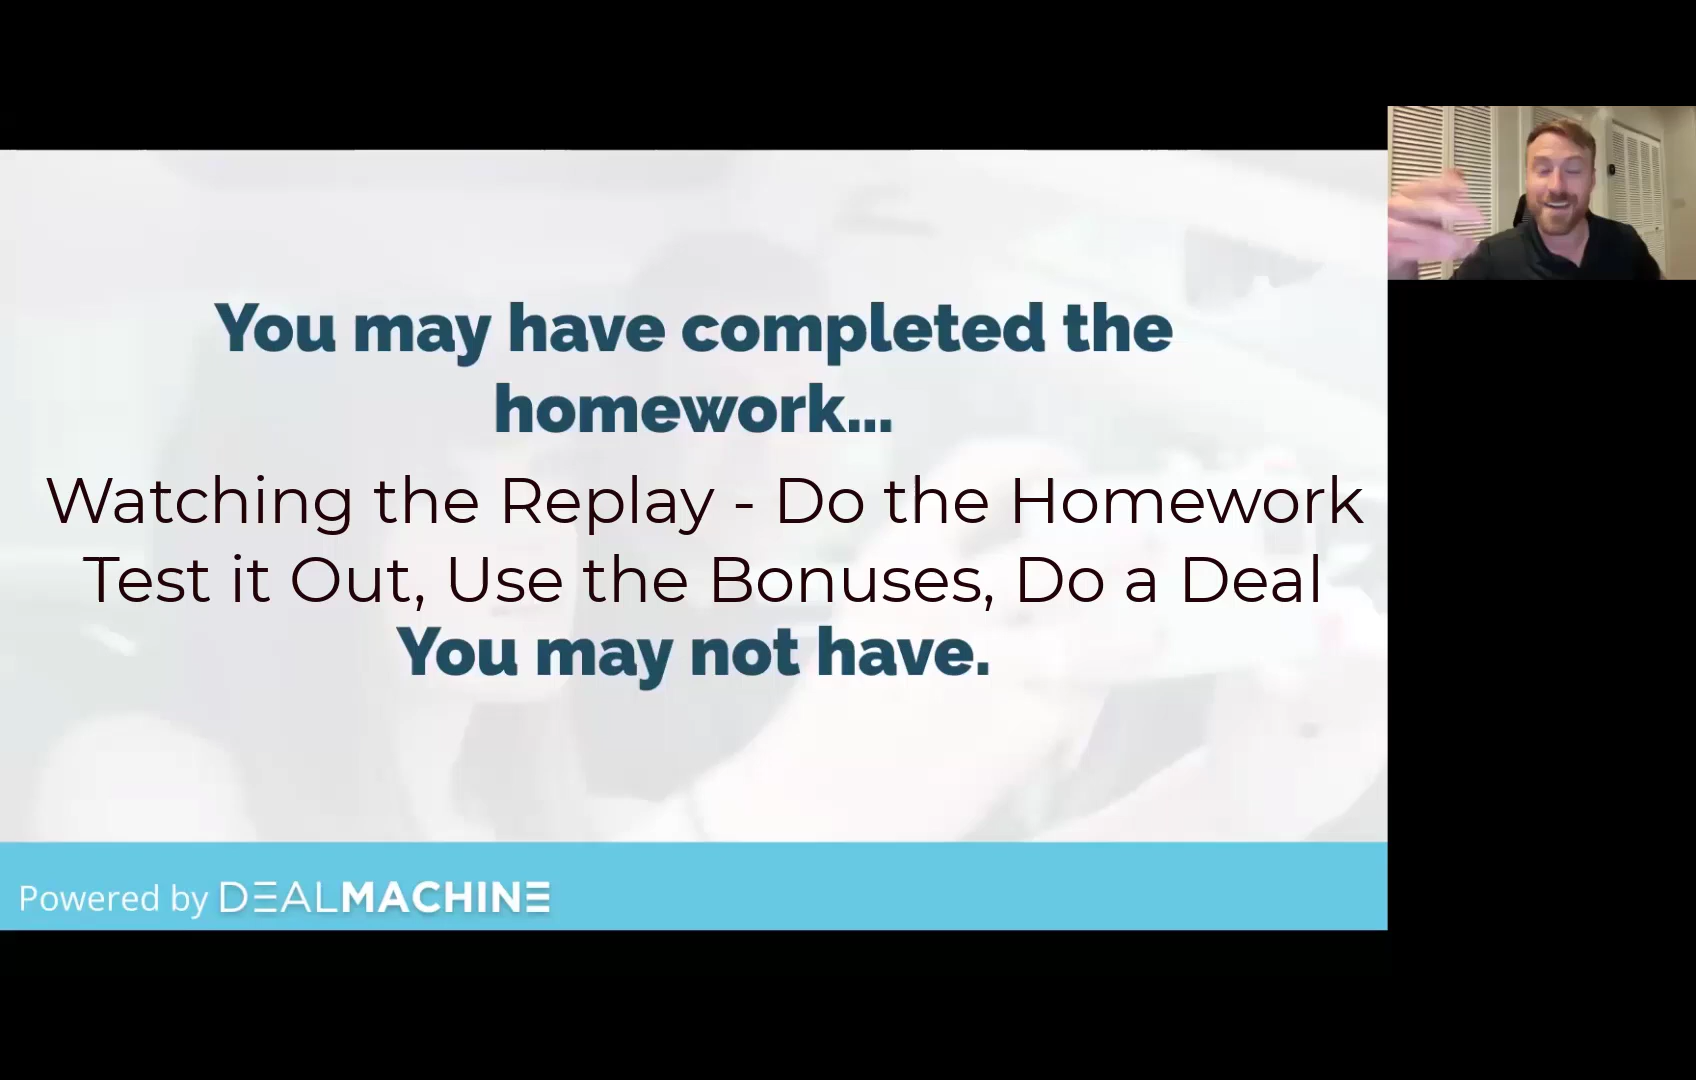 You may have completed the
homework...
Watching the Replay - Do the Homework
Test it Out, Use the Bonuses, Do a Deal
You may not have.
Powered by DEALMACHINE